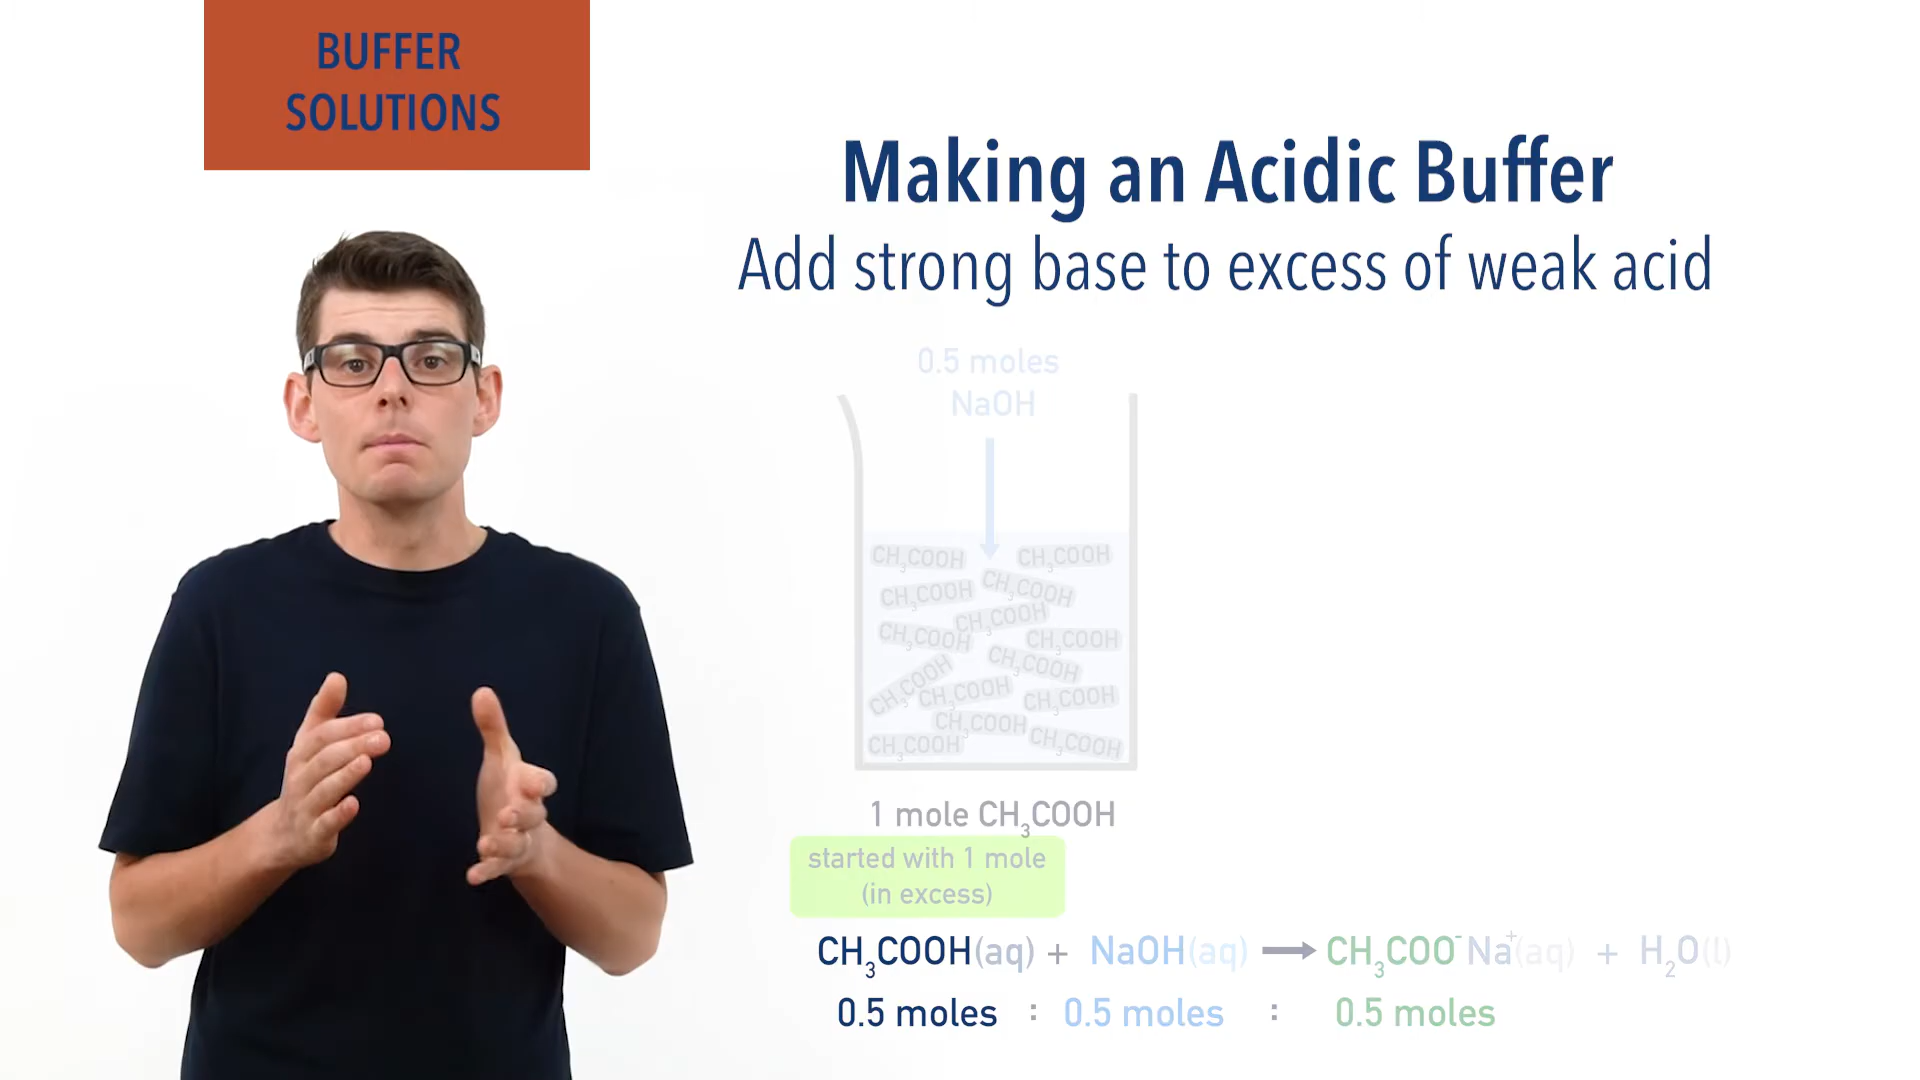 BUFFER
SOLUTIONS
Making an Acidic Buffer
Add strong base to excess of weak acid
0.5 moles
NaOH
CH₃COOH CH₃COOH
CH₃COOH CH₃COOH
CH₃COOH
CH₃COOH CH₃COOH
CH₃COOH
CH₃COOH CH₃COOH CH₃COOH
CH₃COOH
CH₃COOH CH₃COOH
1 mole CH₃COOH
started with 1 mole
(in excess)
CH₃COOH(aq) + NaOH(aq) → CH₃COO⁻Na⁺(aq) + H₂O(l)
0.5 moles : 0.5 moles : 0.5 moles